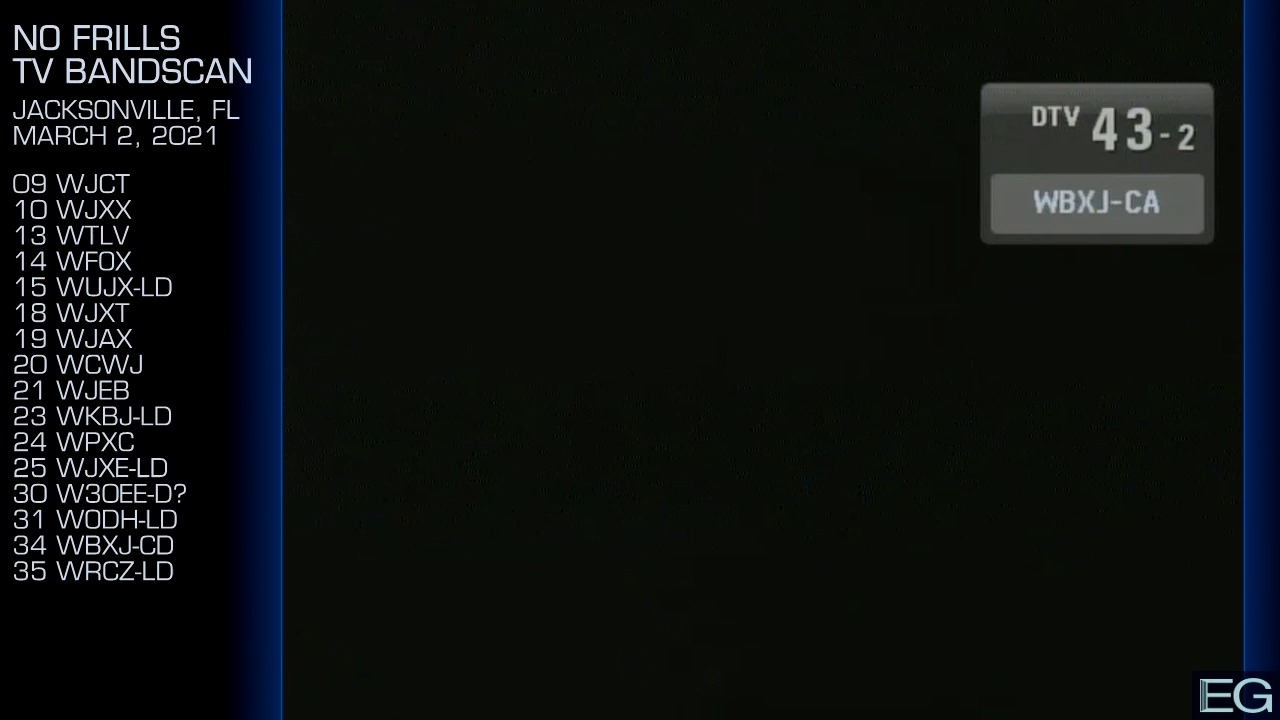 NO FRILLS
TV BANDSCAN
JACKSONVILLE, FL
MARCH 2, 2021
09 WJCT
10 WJXX
13 WTLV
14 WFOX
15 WUJX-LD
18 WJXT
19 WJAX
20 WCWJ
21 WJEB
23 WKBJ-LD
24 WPXC
25 WJXE-LD
30 W30EE-D?
31 WODH-LD
34 WBXJ-CD
35 WRCZ-LD
DTV 43-2
WBXJ-CA
EG